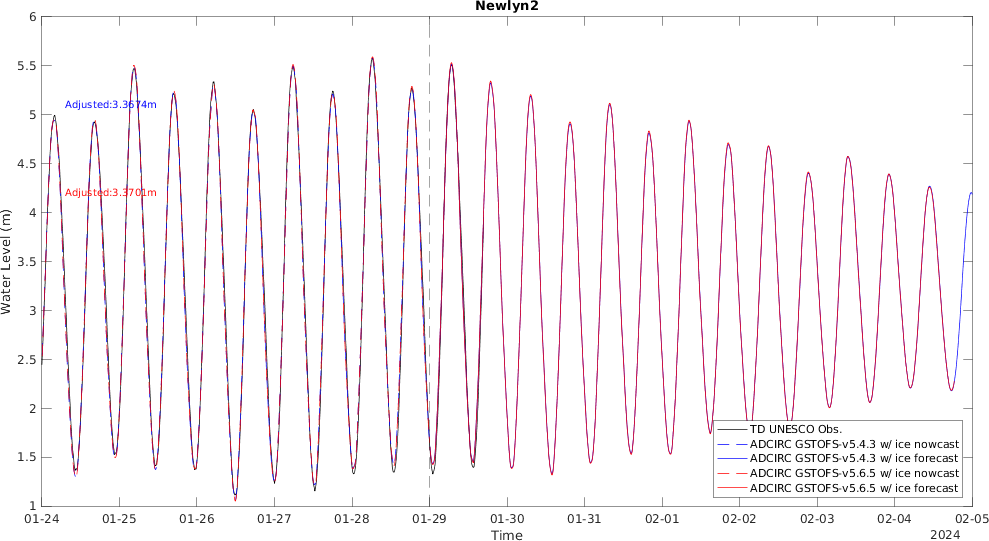 Newlyn2
6
5.5
5
4.5
4
3.5
3
2.5
2
1.5
1
Water Level (m)
Adjusted:3.3674m
Adjusted:3.3701m
TD UNESCO Obs.
ADCIRC GSTOFS-v5.4.3 w/ ice nowcast
ADCIRC GSTOFS-v5.4.3 w/ ice forecast
ADCIRC GSTOFS-v5.6.5 w/ ice nowcast
ADCIRC GSTOFS-v5.6.5 w/ ice forecast
01-24 01-25 01-26 01-27 01-28 01-29 01-30 01-31 02-01 02-02 02-03 02-04 02-05
Time
2024